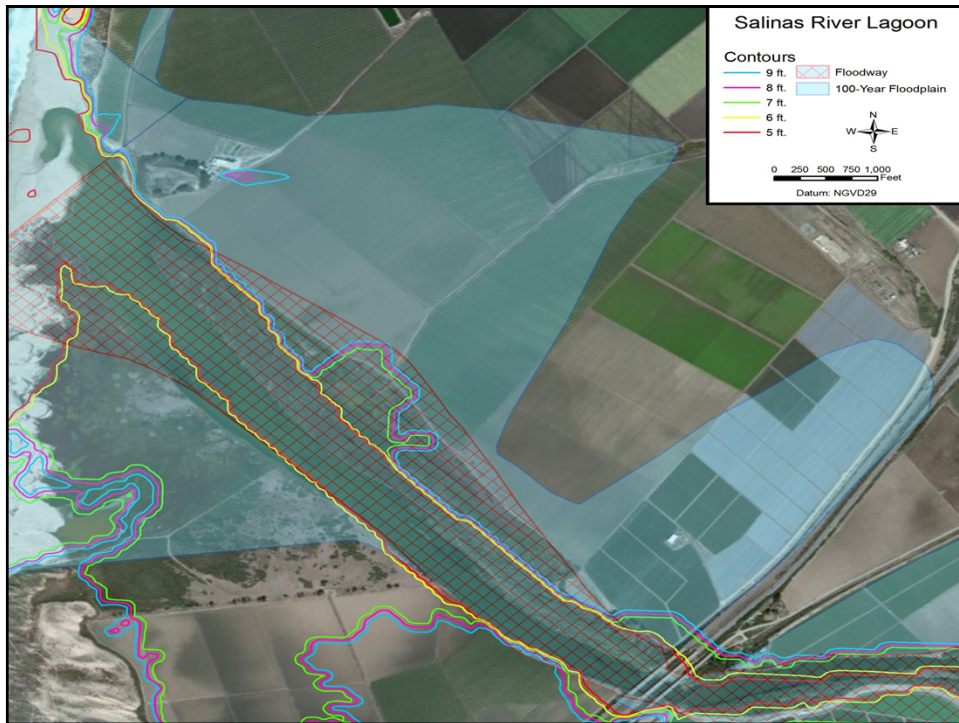 Salinas River Lagoon
Contours
9 ft.
8 ft.
7 ft.
6 ft.
5 ft.
Floodway
100-Year Floodplain
N
W E
S
0 250 500 750 1,000
Feet
Datum: NGVD29